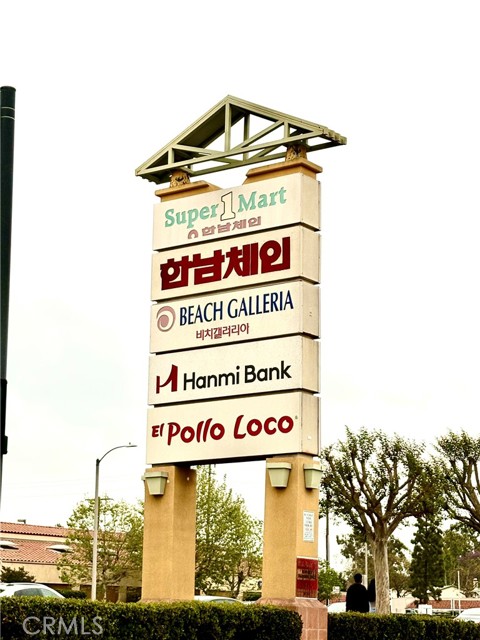 Super 1 Mart
한남체인
한남체인
BEACH GALLERIA
비치갤러리아
Hanmi Bank
El Pollo Loco
CRMLS